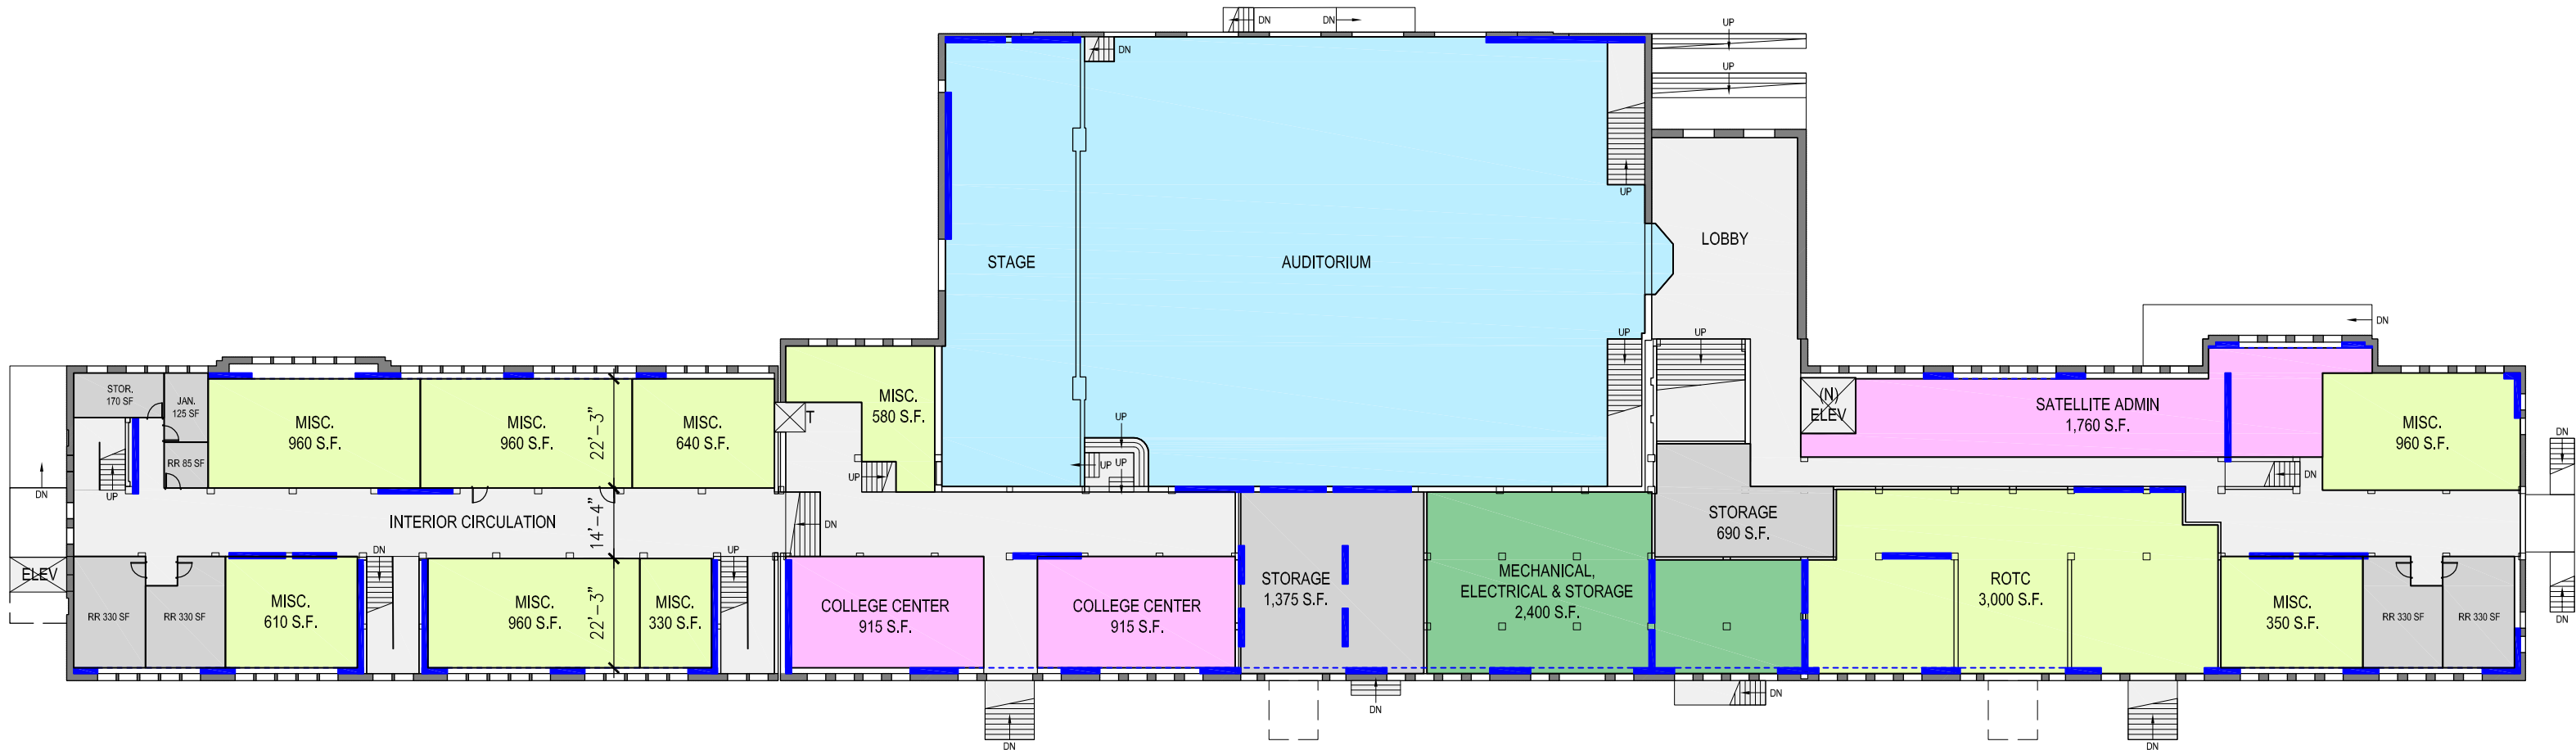 DN
DN
UP
DN
UP
UP
LOBBY
STAGE
AUDITORIUM
DN
UP
UP
STOR.
170 SF
JAN.
125 SF
MISC.
580 S.F.
(N)
ELEV
SATELLITE ADMIN
1,760 S.F.
MISC.
960 S.F.
MISC.
960 S.F.
MISC.
640 S.F.
22'-3"
T
UP
MISC.
960 S.F.
DN
RR 85 SF
UP
UP
UP
DN
DN
UP
INTERIOR CIRCULATION
14'-4"
DN
STORAGE
690 S.F.
DN
UP
ELEV
STORAGE
1,375 S.F.
MECHANICAL,
ELECTRICAL & STORAGE
2,400 S.F.
ROTC
3,000 S.F.
RR 330 SF
RR 330 SF
MISC.
610 S.F.
MISC.
960 S.F.
22'-3"
MISC.
330 S.F.
COLLEGE CENTER
915 S.F.
COLLEGE CENTER
915 S.F.
MISC.
350 S.F.
RR 330 SF
RR 330 SF
DN
DN
DN
DN
DN